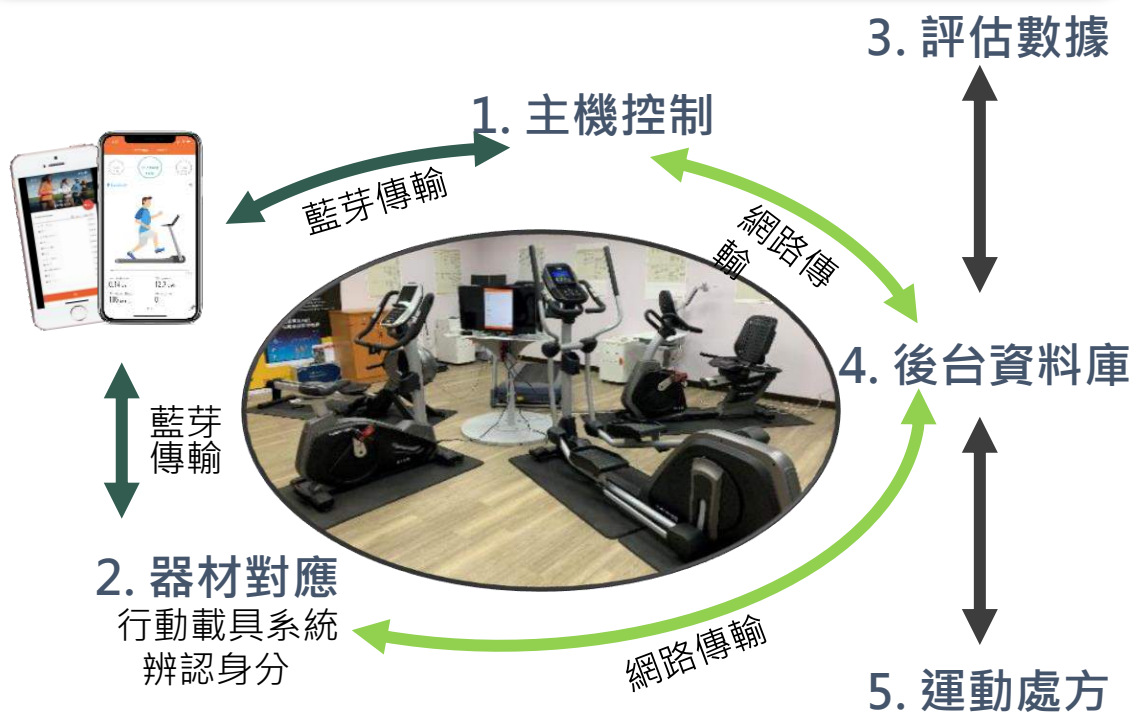 3. 評估數據
1. 主機控制
藍芽傳輸
網路傳
輸
4. 後台資料庫
藍芽
傳輸
2. 器材對應
行動載具系統
辨認身分
網路傳輸
5. 運動處方